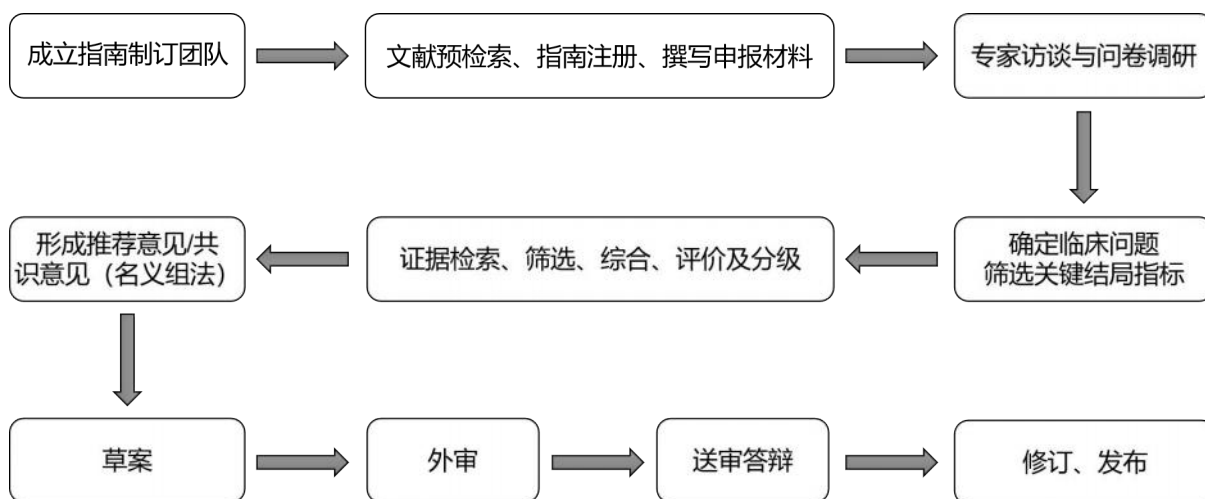 成立指南制订团队
文献预检索、指南注册、撰写申报材料
专家访谈与问卷调研
确定临床问题
筛选关键结局指标
证据检索、筛选、综合、评价及分级
形成推荐意见/共
识意见（名义组法）
草案
外审
送审答辩
修订、发布